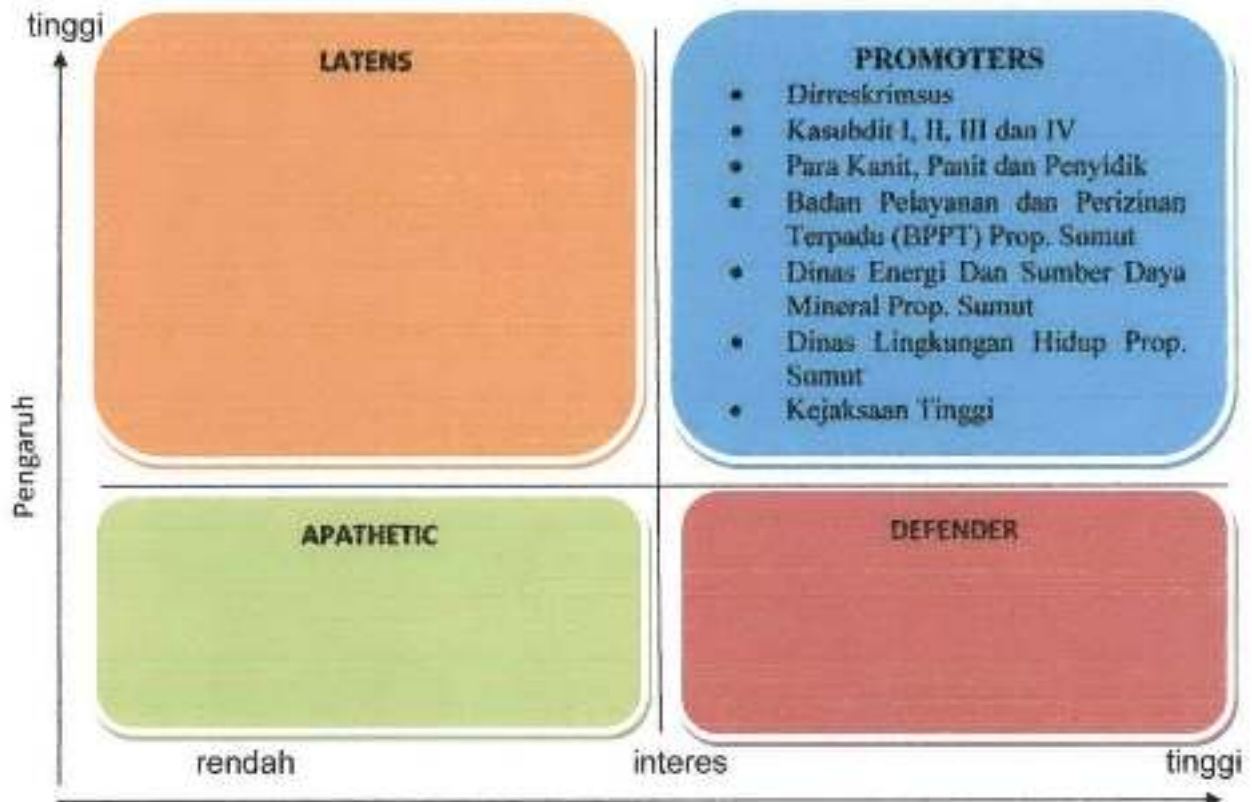 tinggi
LATENS
PROMOTERS
• Dirreskrimsus
• Kasubdit I, II, III dan IV
• Para Kanit, Panit dan Penyidik
• Badan Pelayanan dan Perizinan
Terpadu (BPPT) Prop. Sumut
• Dinas Energi Dan Sumber Daya
Mineral Prop. Sumut
• Dinas Lingkungan Hidup Prop.
Sumut
• Kejaksaan Tinggi
Pengaruh
APATHETIC
DEFENDER
rendah
interes
tinggi